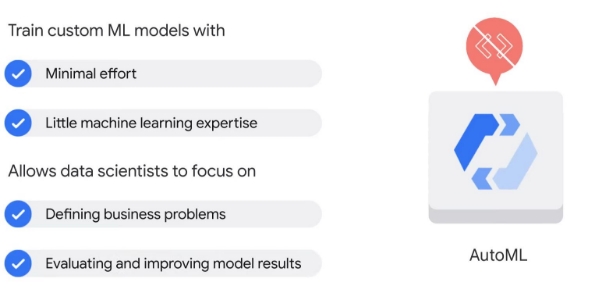 Train custom ML models with
Minimal effort
Little machine learning expertise
Allows data scientists to focus on
Defining business problems
Evaluating and improving model results
AutoML